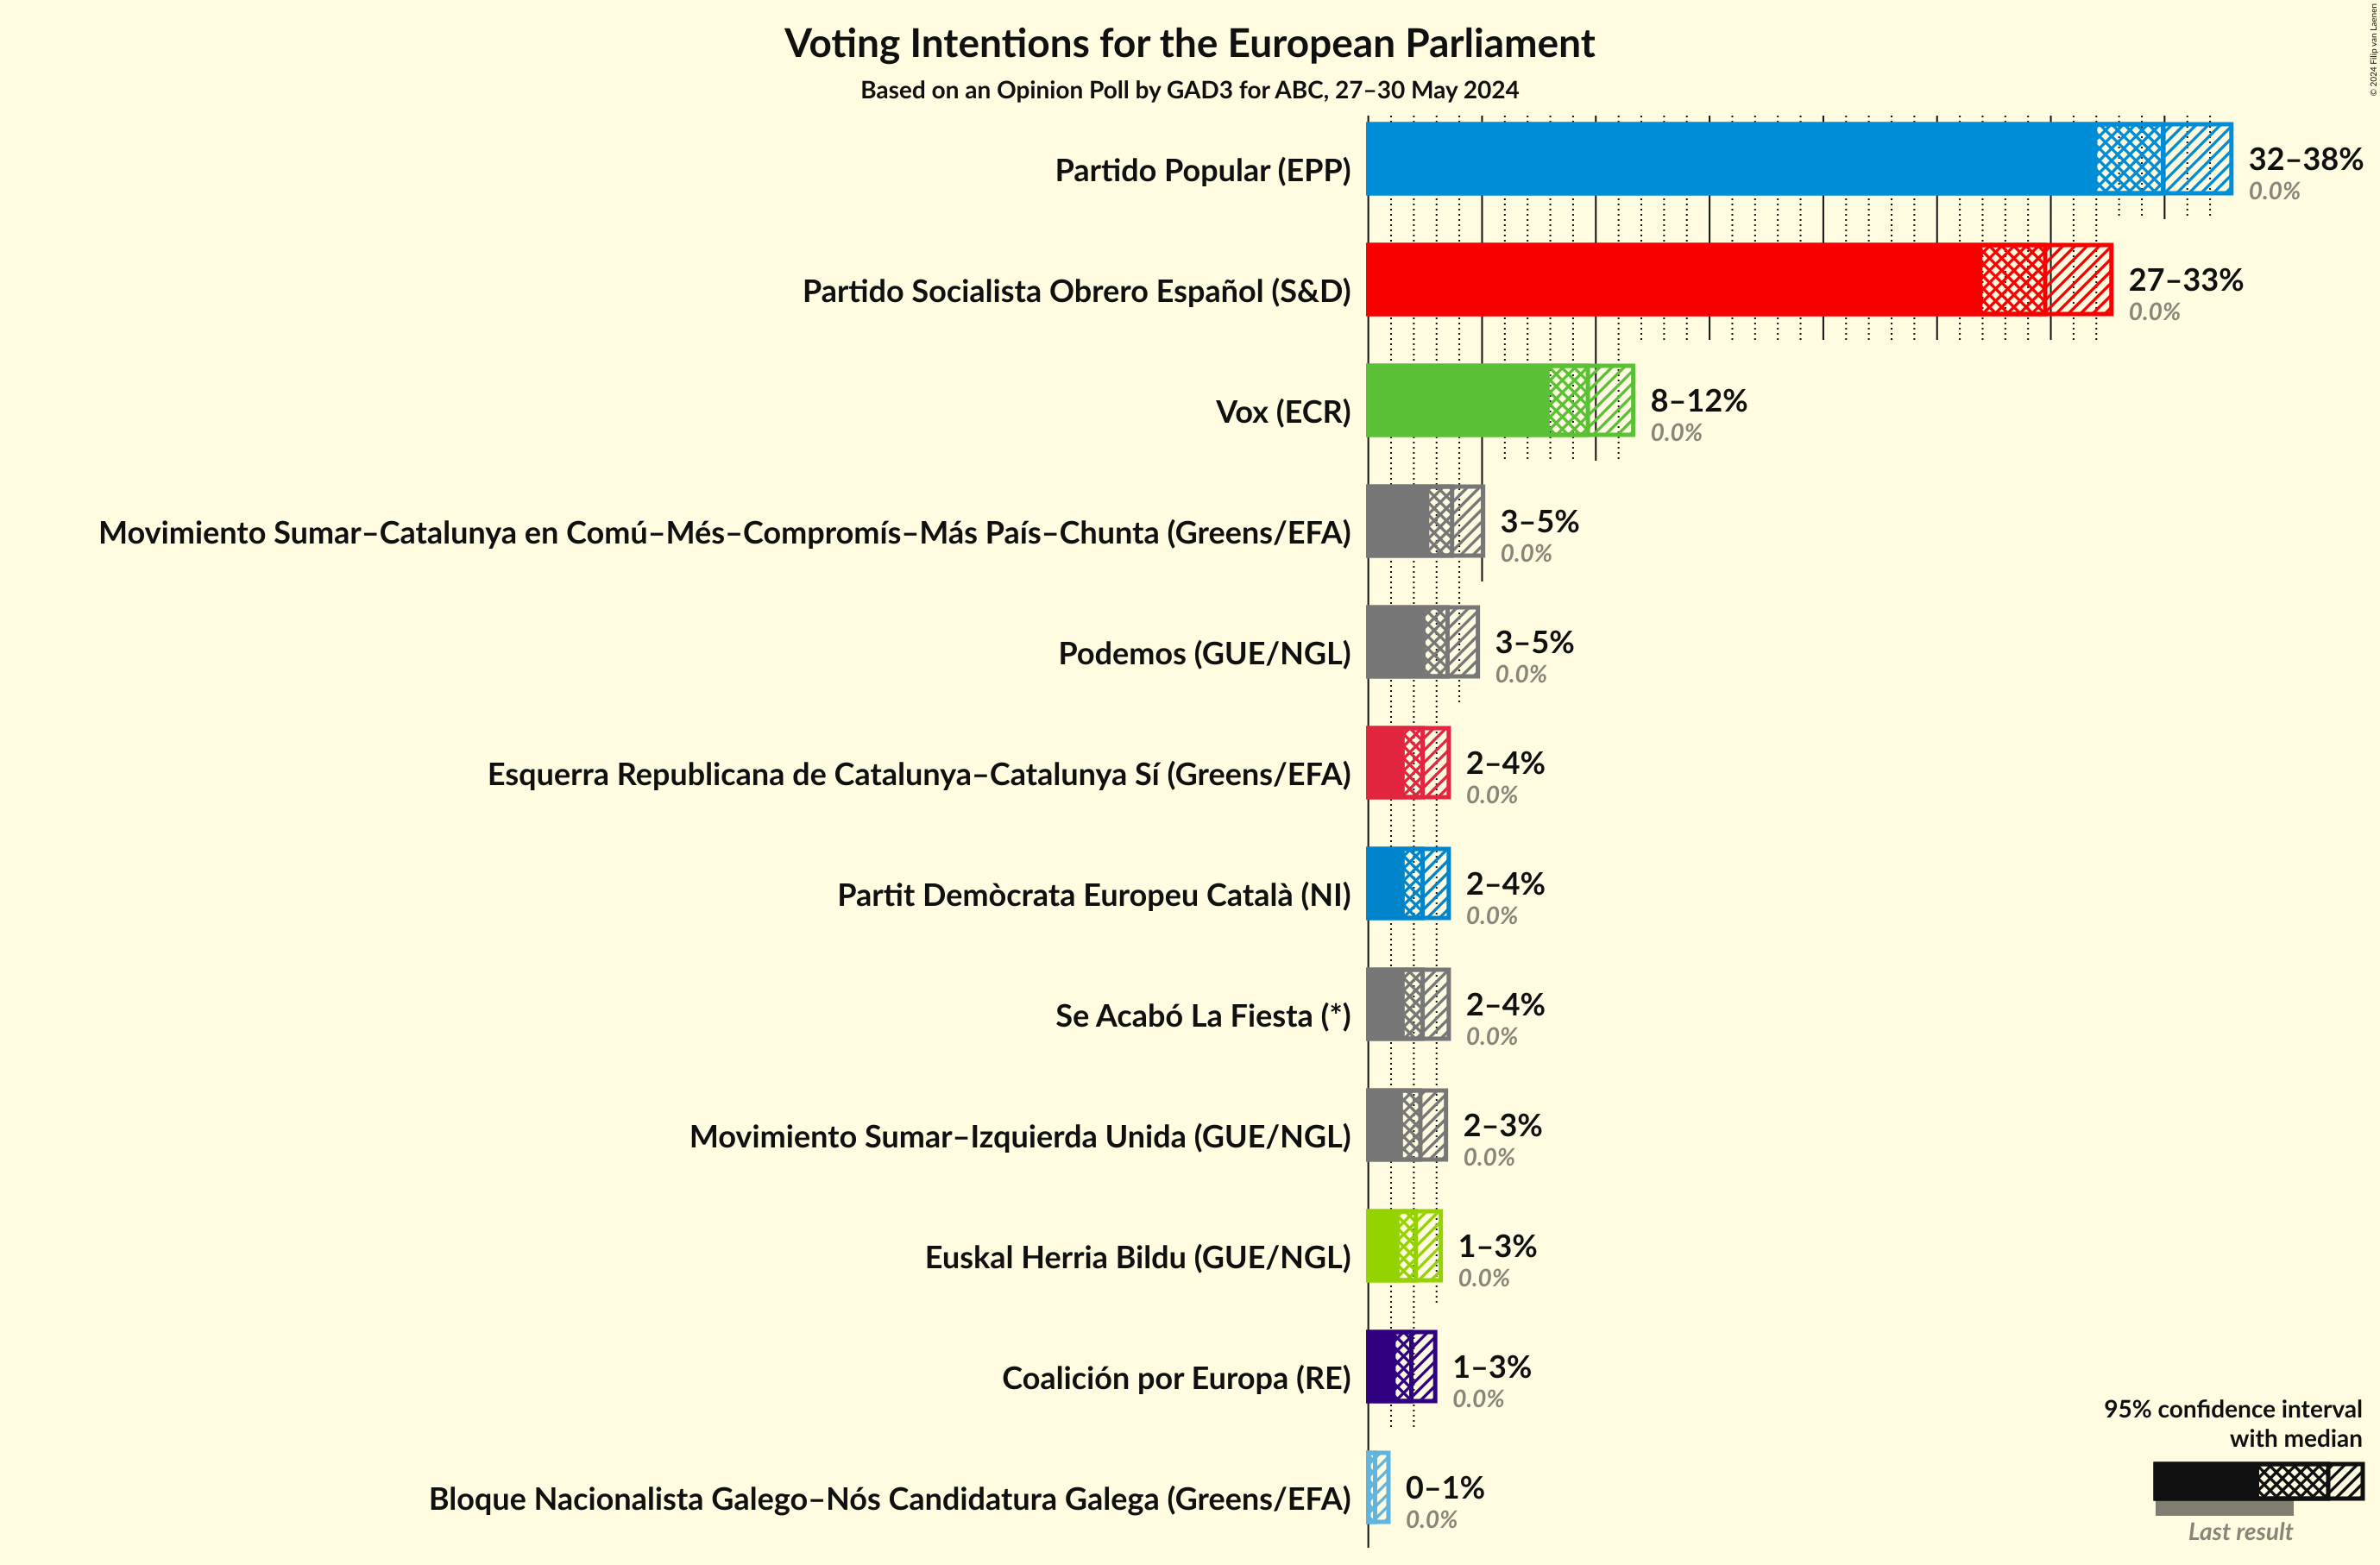 Voting Intentions for the European Parliament
Based on an Opinion Poll by GAD3 for ABC, 27–30 May 2024
© 2024 Filip van Laenen
Partido Popular (EPP)
32–38%
0.0%
Partido Socialista Obrero Español (S&D)
27–33%
0.0%
Vox (ECR)
8–12%
0.0%
Movimiento Sumar–Catalunya en Comú–Més–Compromís–Más País–Chunta (Greens/EFA)
3–5%
0.0%
Podemos (GUE/NGL)
3–5%
0.0%
Esquerra Republicana de Catalunya–Catalunya Sí (Greens/EFA)
2–4%
0.0%
Partit Demòcrata Europeu Català (NI)
2–4%
0.0%
Se Acabó La Fiesta (*)
2–4%
0.0%
Movimiento Sumar–Izquierda Unida (GUE/NGL)
2–3%
0.0%
Euskal Herria Bildu (GUE/NGL)
1–3%
0.0%
Coalición por Europa (RE)
1–3%
0.0%
Bloque Nacionalista Galego–Nós Candidatura Galega (Greens/EFA)
0–1%
0.0%
95% confidence interval
with median
Last result